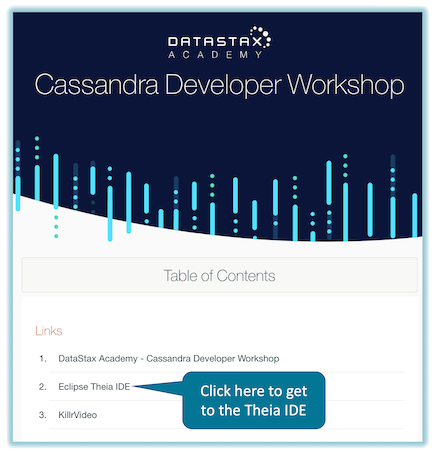 DATASTAX
ACADEMY
Cassandra Developer Workshop
Table of Contents
Links
1. DataStax Academy - Cassandra Developer Workshop
2. Eclipse Theia IDE
Click here to get
to the Theia IDE
3. KillrVideo